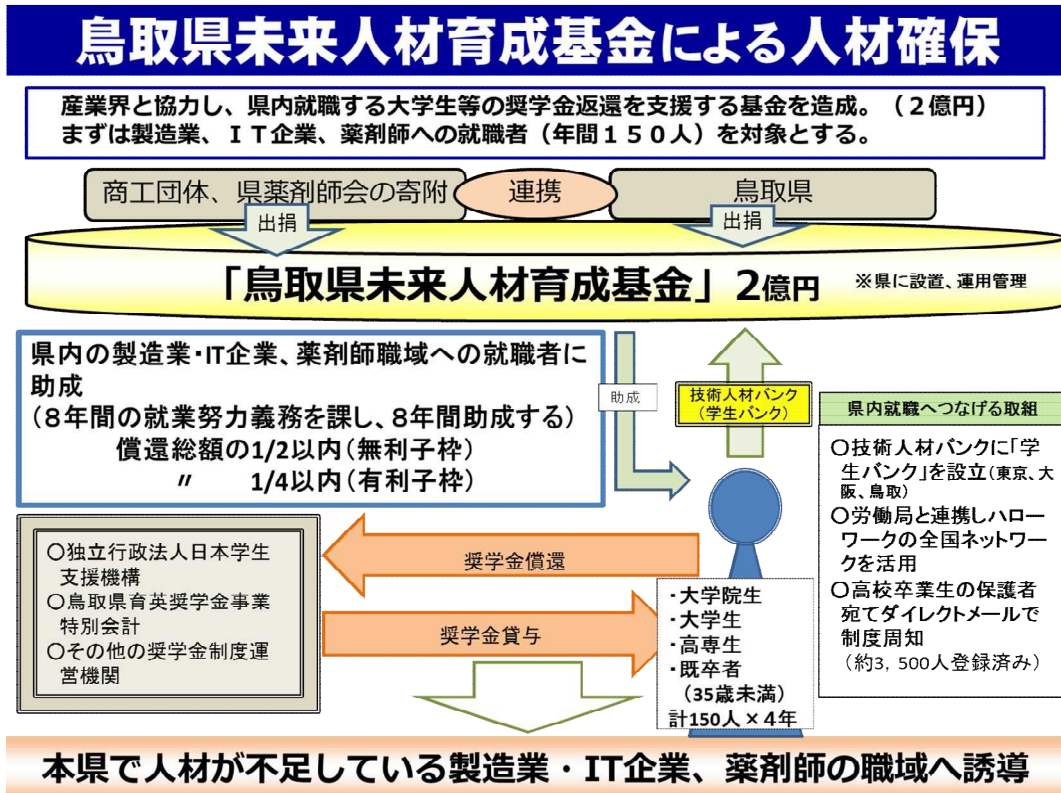 鳥取県未来人材育成基金による人材確保
産業界と協力し、県内就職する大学生等の奨学金返還を支援する基金を造成。（２億円）
まずは製造業、ＩＴ企業、薬剤師への就職者（年間１５０人）を対象とする。
商工団体、県薬剤師会の寄附
連携
鳥取県
出捐
出捐
「鳥取県未来人材育成基金」２億円
※県に設置、運用管理
県内の製造業・IT企業、薬剤師職域への就職者に
助成
（８年間の就業努力義務を課し、８年間助成する）
償還総額の1/2以内（無利子枠）
〃 1/4以内（有利子枠）
助成
技術人材バンク
（学生バンク）
県内就職へつなげる取組
○技術人材バンクに「学
生バンク」を設立（東京、大
阪、鳥取）
○労働局と連携しハロー
ワークの全国ネットワー
クを活用
○高校卒業生の保護者
宛てダイレクトメールで
制度周知
（約3，500人登録済み）
○独立行政法人日本学生
支援機構
○鳥取県育英奨学金事業
特別会計
○その他の奨学金制度運
営機関
奨学金償還
奨学金貸与
・大学院生
・大学生
・高専生
・既卒者
（35歳未満）
計150人×４年
本県で人材が不足している製造業・IT企業、薬剤師の職域へ誘導